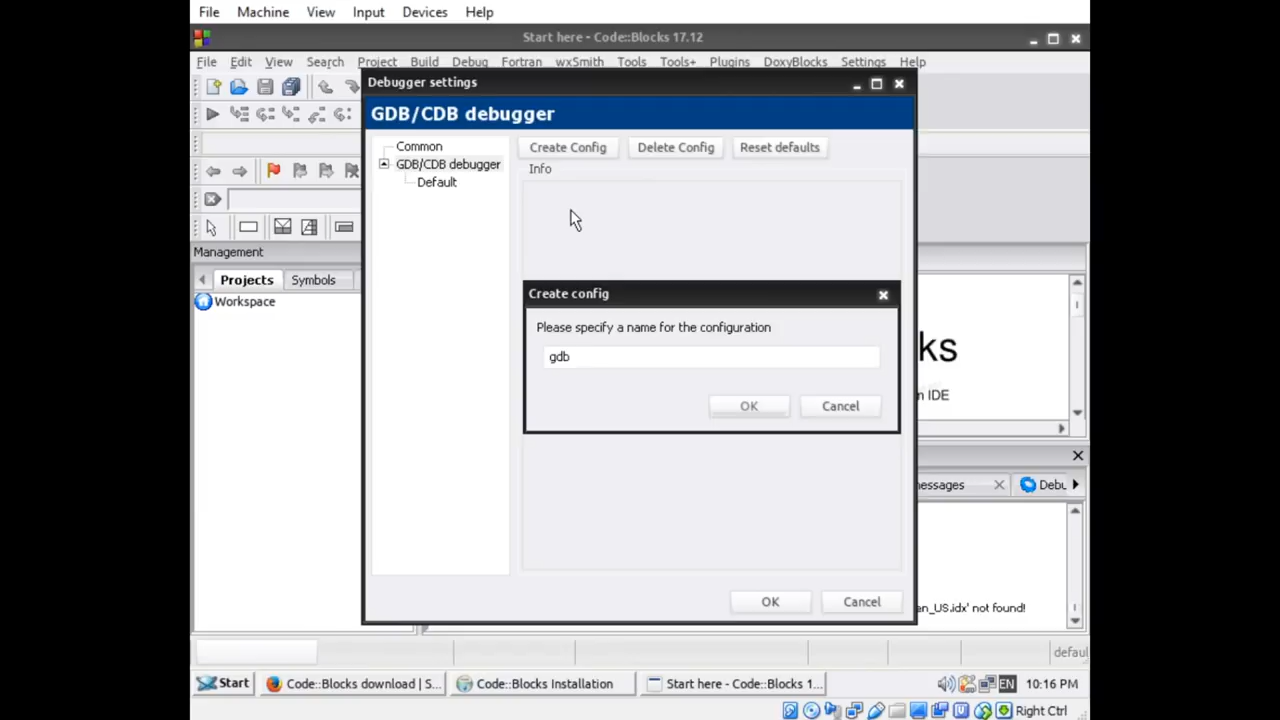 File Machine View Input Devices Help
Start here - Code::Blocks 17.12
File Edit View Search Project Build Debug Fortran wxSmith Tools Tools+ Plugins DoxyBlocks Settings Help
Debugger settings
GDB/CDB debugger
Common
GDB/CDB debugger
Default
Create Config Delete Config Reset defaults
Info
Management
Projects Symbols
Workspace
Create config
Please specify a name for the configuration
gdb
OK Cancel
ks
n IDE
essages Debu
en_US.idx' not found!
OK Cancel
defaul
Start Code::Blocks download | S... Code::Blocks Installation Start here - Code::Blocks 1... EN 10:16 PM
Right Ctrl